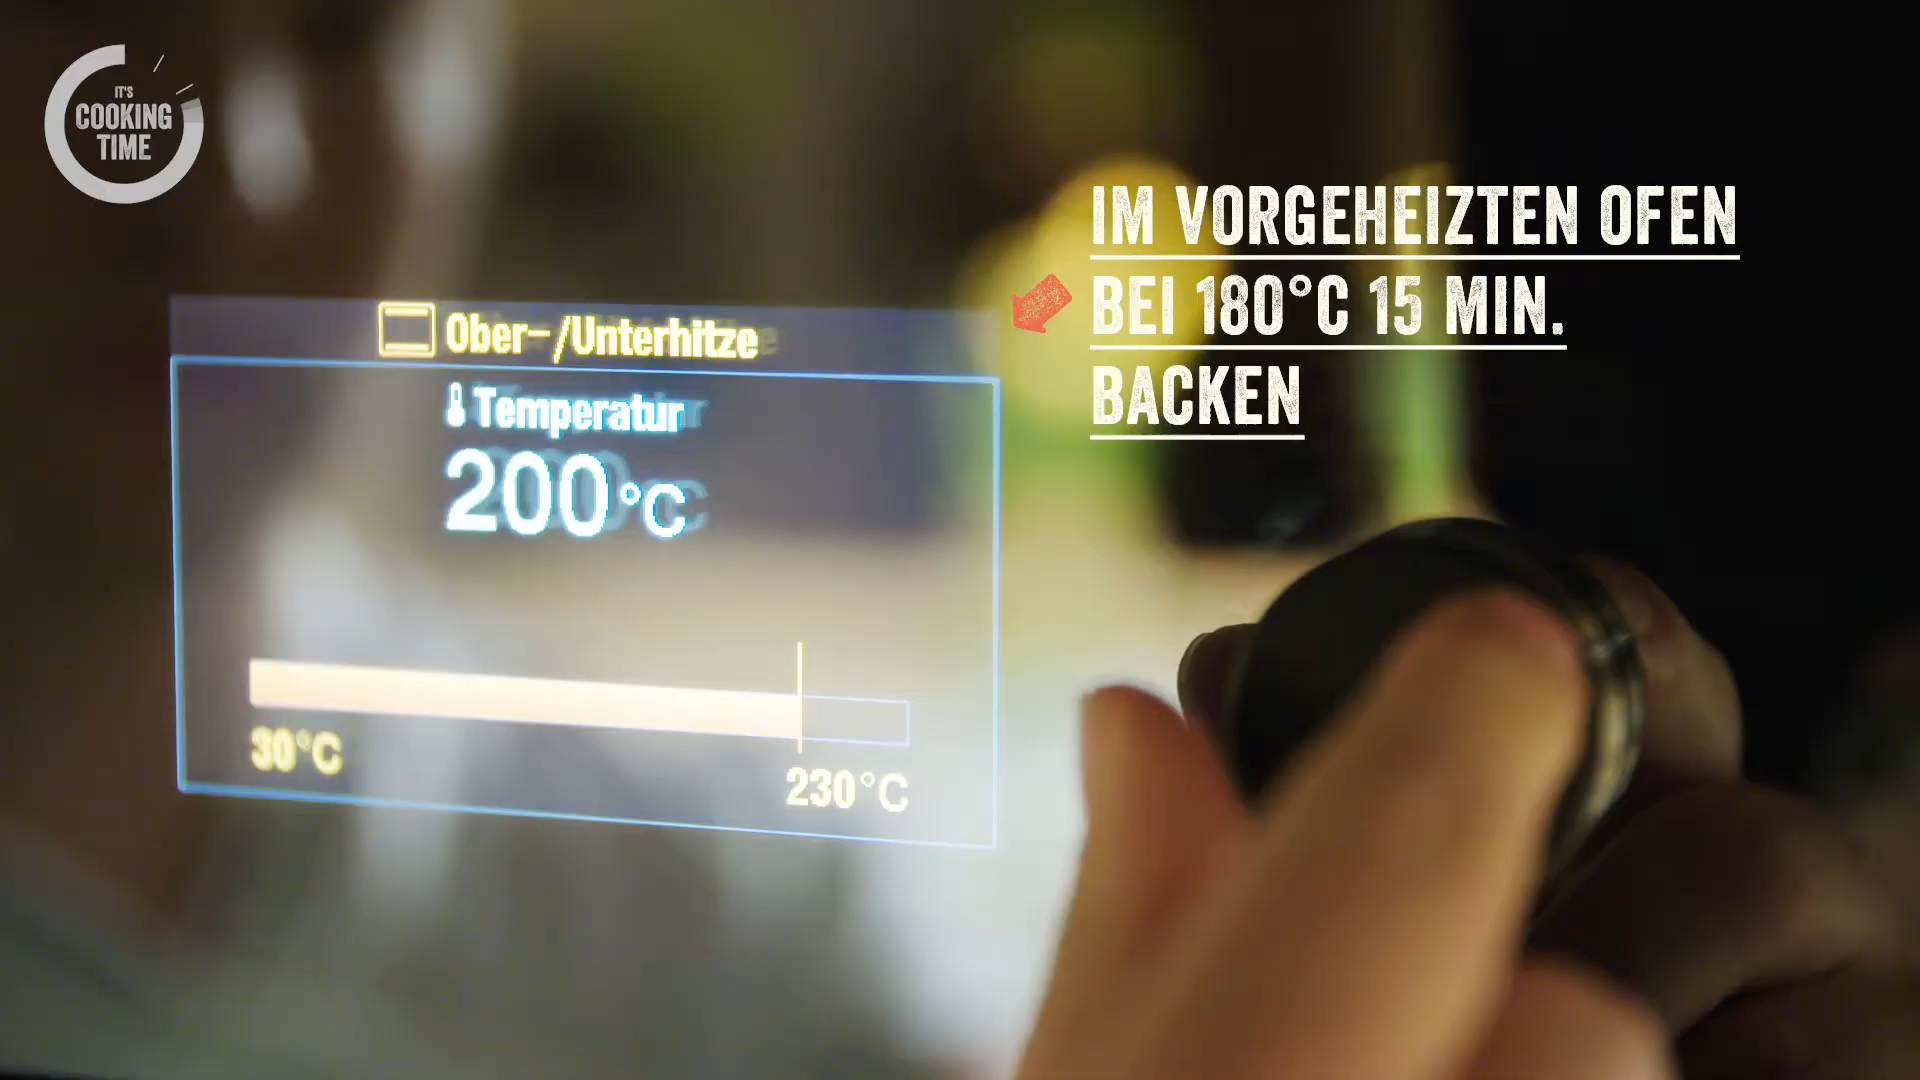 IT'S
COOKING
TIME
IM VORGEHEIZTEN OFEN
BEI 180°C 15 MIN.
BACKEN
Ober-/Unterhitze
Temperatur
200°C
30°C
230°C